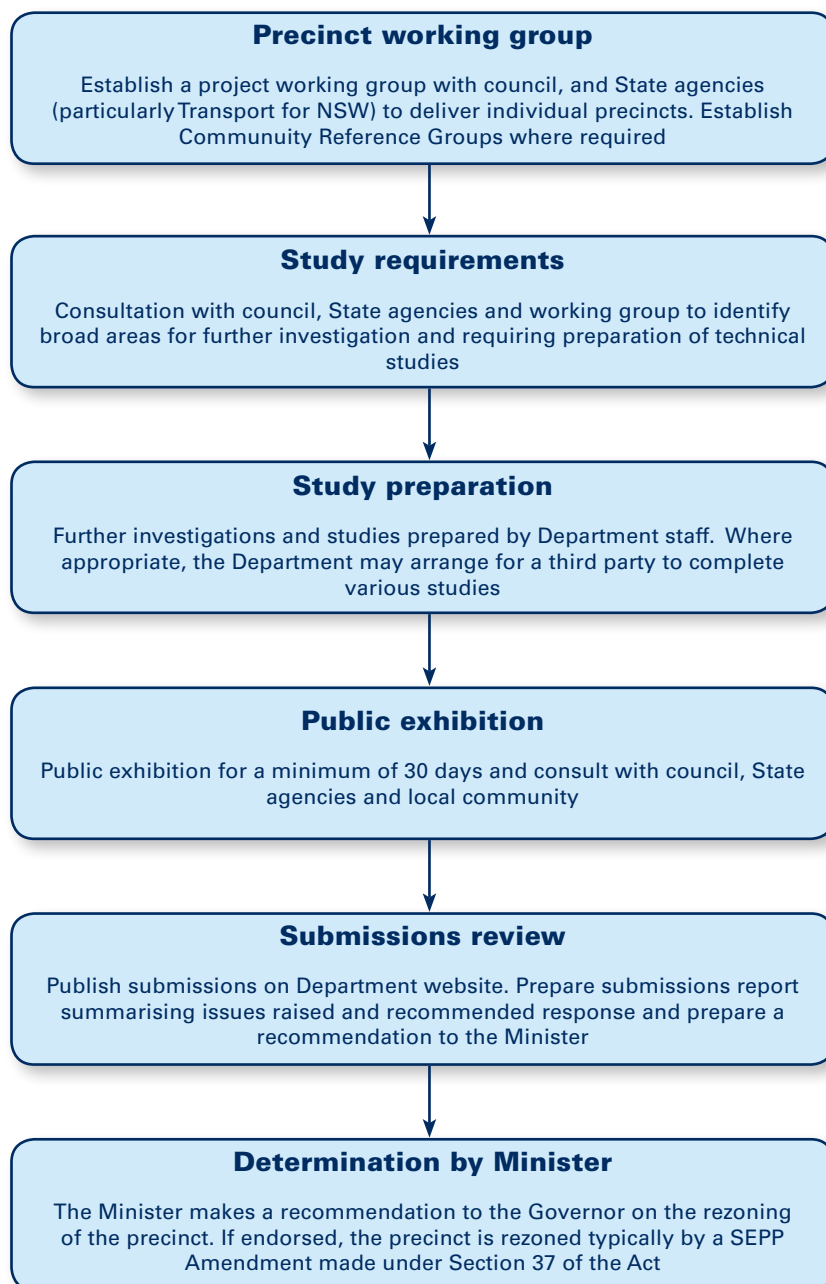 Precinct working group
Establish a project working group with council, and State agencies
(particularly Transport for NSW) to deliver individual precincts. Establish
Commununity Reference Groups where required
Study requirements
Consultation with council, State agencies and working group to identify
broad areas for further investigation and requiring preparation of technical
studies
Study preparation
Further investigations and studies prepared by Department staff. Where
appropriate, the Department may arrange for a third party to complete
various studies
Public exhibition
Public exhibition for a minimum of 30 days and consult with council, State
agencies and local community
Submissions review
Publish submissions on Department website. Prepare submissions report
summarising issues raised and recommended response and prepare a
recommendation to the Minister
Determination by Minister
The Minister makes a recommendation to the Governor on the rezoning
of the precinct. If endorsed, the precinct is rezoned typically by a SEPP
Amendment made under Section 37 of the Act